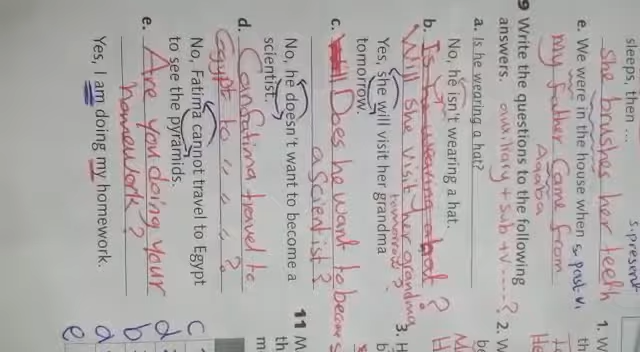 sleeps, then ...
s.present
She brushes her teeth
e. We were in the house when s. past v.
my father came from
Aqaba
9 Write the questions to the following
answers. auxiliary + sub + v ----?
a. Is he wearing a hat?
No, he isn't wearing a hat.
b. Is he wearing a hat?
Will she visit her grandma
tomorrow?
Yes, she will visit her grandma
tomorrow.
c. Does he want to become
a scientist?
No, he doesn't want to become a
scientist.
d. Can Fatima travel to
Egypt to " " " ?
No, Fatima cannot travel to Egypt
to see the pyramids.
e. Are you doing your
homework?
Yes, I am doing my homework.
1. W
th
2. W
3. H
b
11 M
th
m
c
d
b
a
e